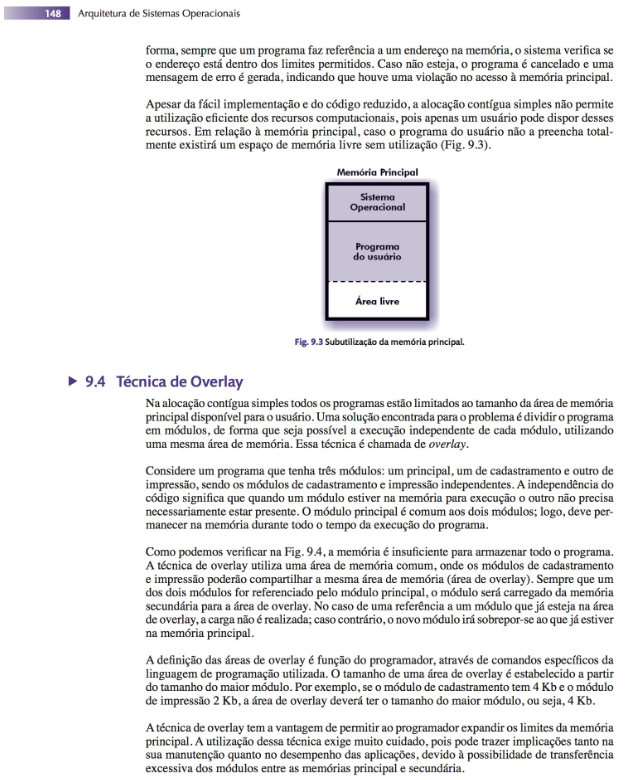 148 Arquitetura de Sistemas Operacionais
forma, sempre que um programa faz referência a um endereço na memória, o sistema verifica se
o endereço está dentro dos limites permitidos. Caso não esteja, o programa é cancelado e uma
mensagem de erro é gerada, indicando que houve uma violação no acesso à memória principal.
Apesar da fácil implementação e do código reduzido, a alocação contígua simples não permite
a utilização eficiente dos recursos computacionais, pois apenas um usuário pode dispor desses
recursos. Em relação à memória principal, caso o programa do usuário não a preencha total-
mente existirá um espaço de memória livre sem utilização (Fig. 9.3).
Memória Principal
Sistema
Operacional
Programa
do usuário
Área livre
Fig. 9.3 Subutilização da memória principal.
9.4 Técnica de Overlay
Na alocação contígua simples todos os programas estão limitados ao tamanho da área de memória
principal disponível para o usuário. Uma solução encontrada para o problema é dividir o programa
em módulos, de forma que seja possível a execução independente de cada módulo, utilizando
uma mesma área de memória. Essa técnica é chamada de overlay.
Considere um programa que tenha três módulos: um principal, um de cadastramento e outro de
impressão, sendo os módulos de cadastramento e impressão independentes. A independência do
código significa que quando um módulo estiver na memória para execução o outro não precisa
necessariamente estar presente. O módulo principal é comum aos dois módulos; logo, deve per-
manecer na memória durante todo o tempo da execução do programa.
Como podemos verificar na Fig. 9.4, a memória é insuficiente para armazenar todo o programa.
A técnica de overlay utiliza uma área de memória comum, onde os módulos de cadastramento
e impressão poderão compartilhar a mesma área de memória (área de overlay). Sempre que um
dos dois módulos for referenciado pelo módulo principal, o módulo será carregado da memória
secundária para a área de overlay. No caso de uma referência a um módulo que já esteja na área
de overlay, a carga não é realizada; caso contrário, o novo módulo irá sobrepor-se ao que já estiver
na memória principal.
A definição das áreas de overlay é função do programador, através de comandos específicos da
linguagem de programação utilizada. O tamanho de uma área de overlay é estabelecido a partir
do tamanho do maior módulo. Por exemplo, se o módulo de cadastramento tem 4 Kb e o módulo
de impressão 2 Kb, a área de overlay deverá ter o tamanho do maior módulo, ou seja, 4 Kb.
A técnica de overlay tem a vantagem de permitir ao programador expandir os limites da memória
principal. A utilização dessa técnica exige muito cuidado, pois pode trazer implicações tanto na
sua manutenção quanto no desempenho das aplicações, devido à possibilidade de transferência
excessiva dos módulos entre as memórias principal e secundária.